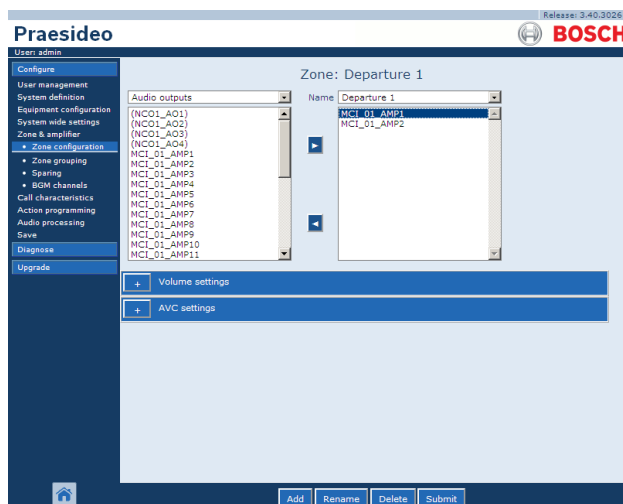 Release: 3.40.3026
Praesideo
BOSCH
User: admin
Configure
User management
System definition
Equipment configuration
System wide settings
Zone & amplifier
• Zone configuration
• Zone grouping
• Sparing
• BGM channels
Call characteristics
Action programming
Audio processing
Save
Diagnose
Upgrade
Zone: Departure 1
Audio outputs
(NCO1_AO1)
(NCO1_AO2)
(NCO1_AO3)
(NCO1_AO4)
MCI_01_AMP1
MCI_01_AMP2
MCI_01_AMP3
MCI_01_AMP4
MCI_01_AMP5
MCI_01_AMP6
MCI_01_AMP7
MCI_01_AMP8
MCI_01_AMP9
MCI_01_AMP10
MCI_01_AMP11
Name Departure 1
MCI_01_AMP1
MCI_01_AMP2
+ Volume settings
+ AVC settings
Add Rename Delete Submit